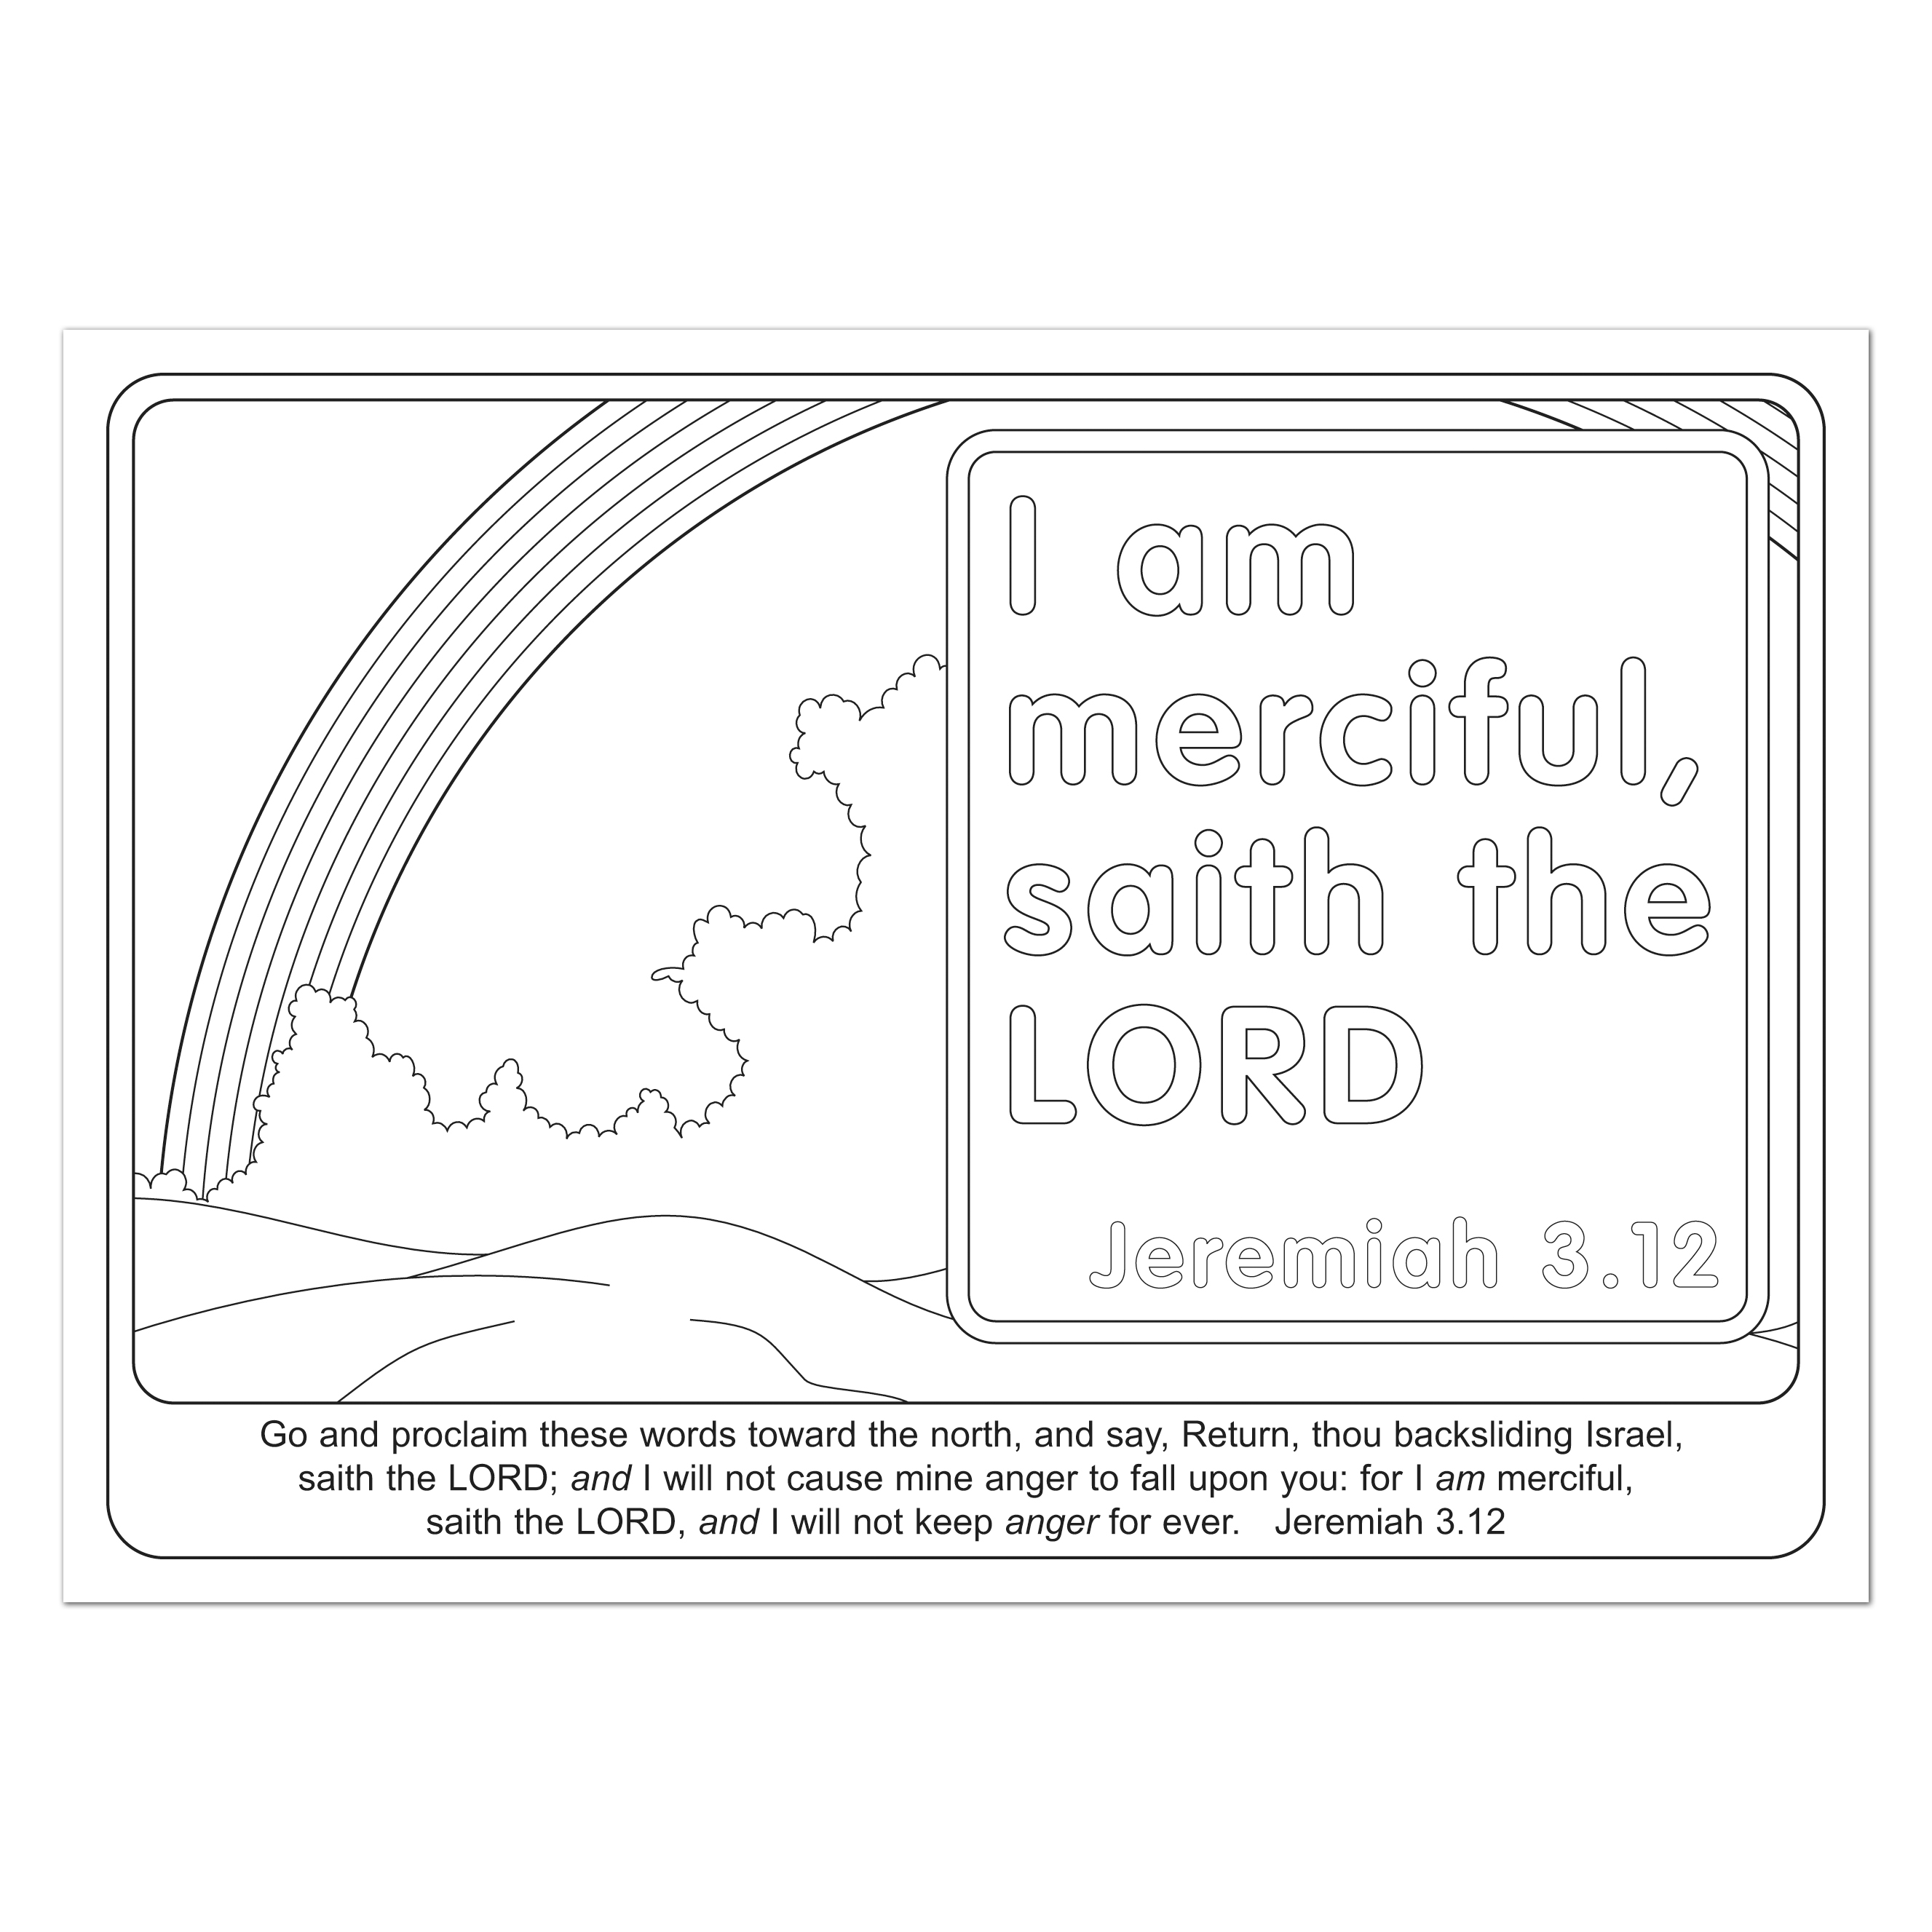 I am
merciful,
saith the
LORD
Jeremiah 3.12
Go and proclaim these words toward the north, and say, Return, thou backsliding Israel,
saith the LORD; and I will not cause mine anger to fall upon you: for I am merciful,
saith the LORD, and I will not keep anger for ever. Jeremiah 3.12